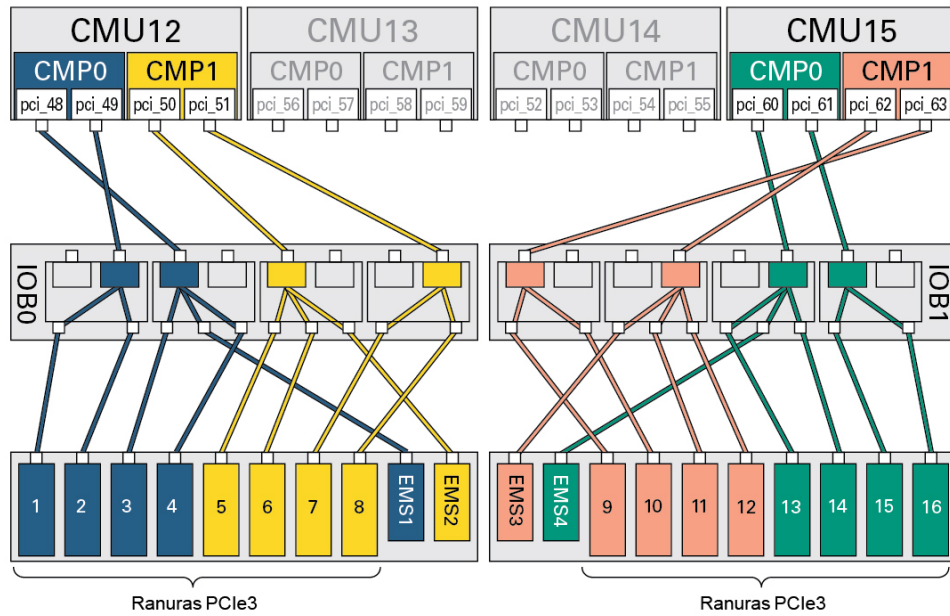 CMU12 CMU13 CMU14 CMU15
CMP0 CMP1 CMP0 CMP1 CMP0 CMP1 CMP0 CMP1
pci_48 pci_49 pci_50 pci_51 pci_56 pci_57 pci_58 pci_59 pci_52 pci_53 pci_54 pci_55 pci_60 pci_61 pci_62 pci_63
IOB0 IOB1
1 2 3 4 5 6 7 8 EMS1 EMS2 EMS3 EMS4 9 10 11 12 13 14 15 16
Ranuras PCIe3 Ranuras PCIe3